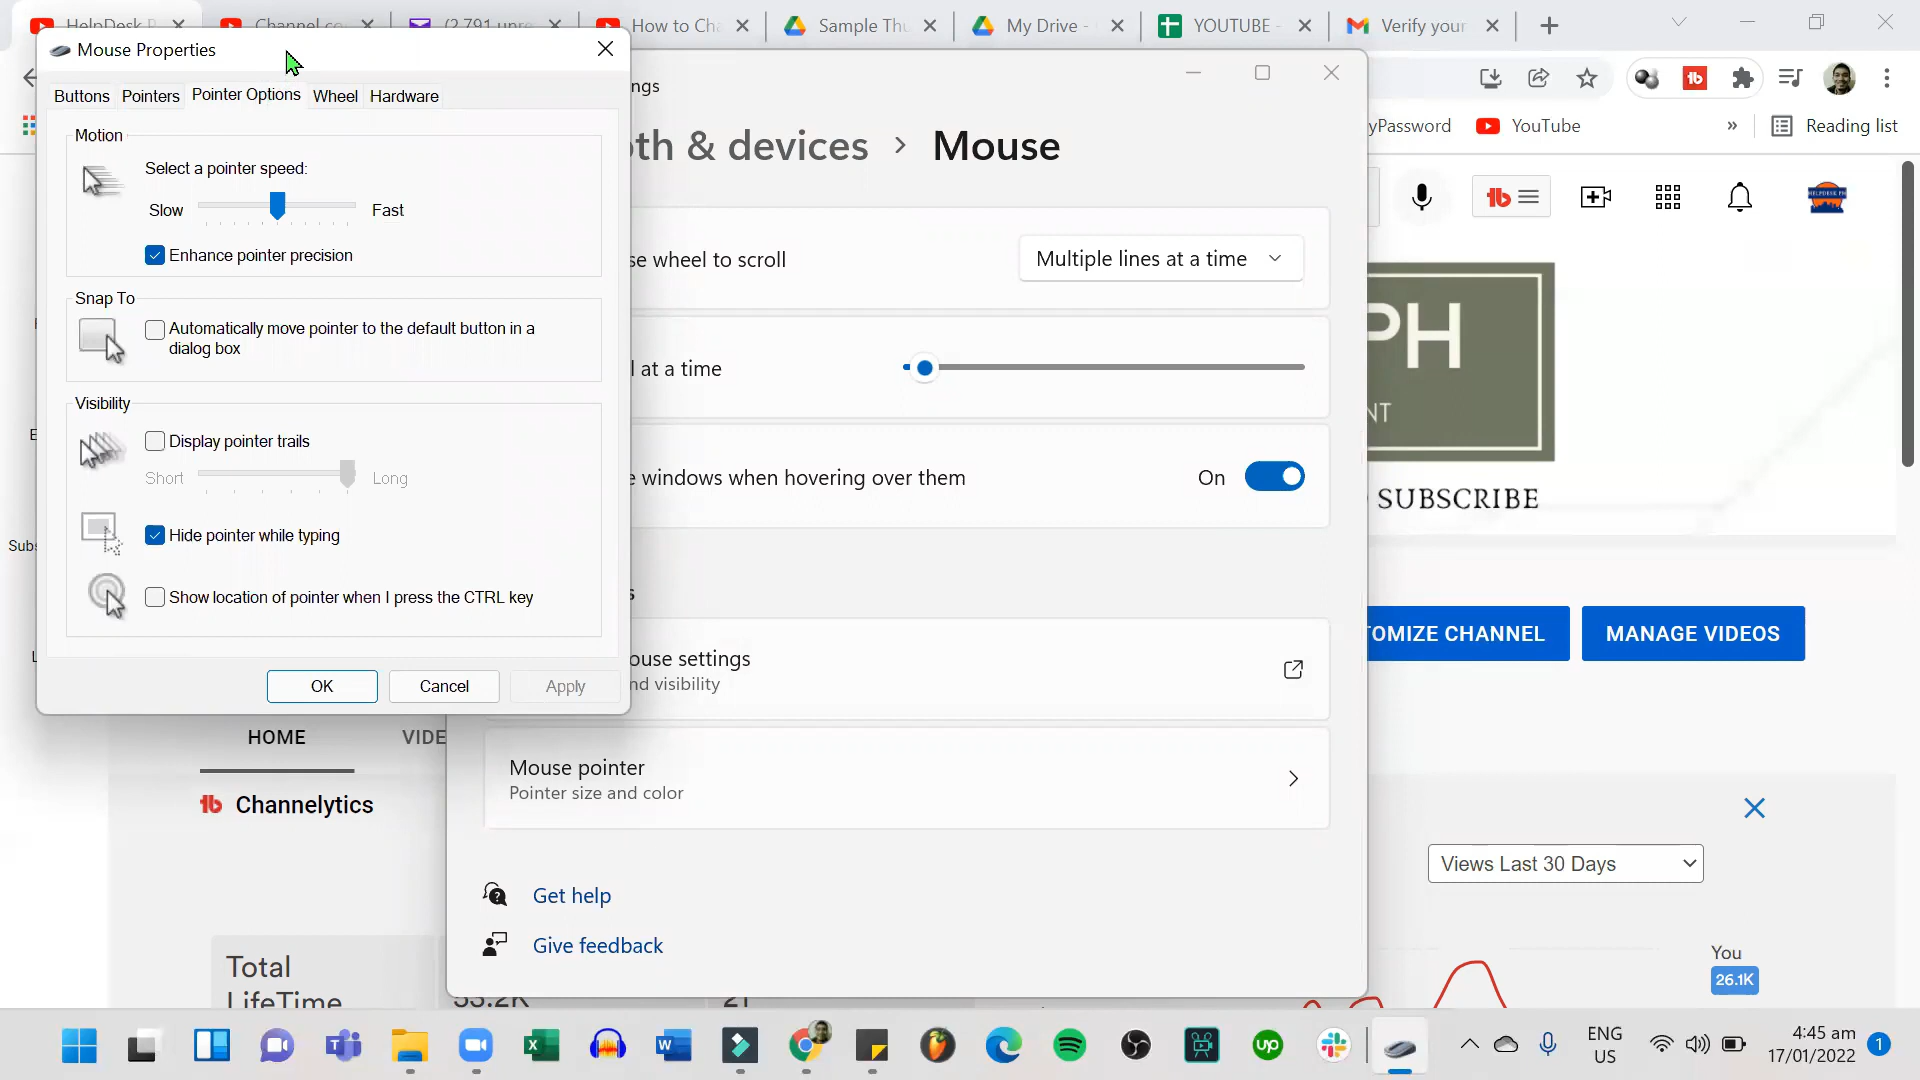 HelpDesk P
Channel.co
(2,791 unre
How to Cha
Sample Thu
My Drive -
YOUTUBE -
Verify your
Mouse Properties
ngs
Buttons
Pointers
Pointer Options
Wheel
Hardware
yPassword
YouTube
»
Reading list
th & devices > Mouse
Motion
Select a pointer speed:
Slow
Fast
Enhance pointer precision
se wheel to scroll
Multiple lines at a time
Snap To
Automatically move pointer to the default button in a
dialog box
l at a time
PH
NT
Visibility
Display pointer trails
Short
Long
e windows when hovering over them
On
SUBSCRIBE
Hide pointer while typing
Subs
Show location of pointer when I press the CTRL key
s
OK
Cancel
Apply
ouse settings
nd visibility
TOMIZE CHANNEL
MANAGE VIDEOS
HOME
VIDE
Mouse pointer
Pointer size and color
Channelytics
Views Last 30 Days
Get help
Give feedback
Total
LifeTime
53.2K
21
You
26.1K
ENG
US
4:45 am
17/01/2022
1